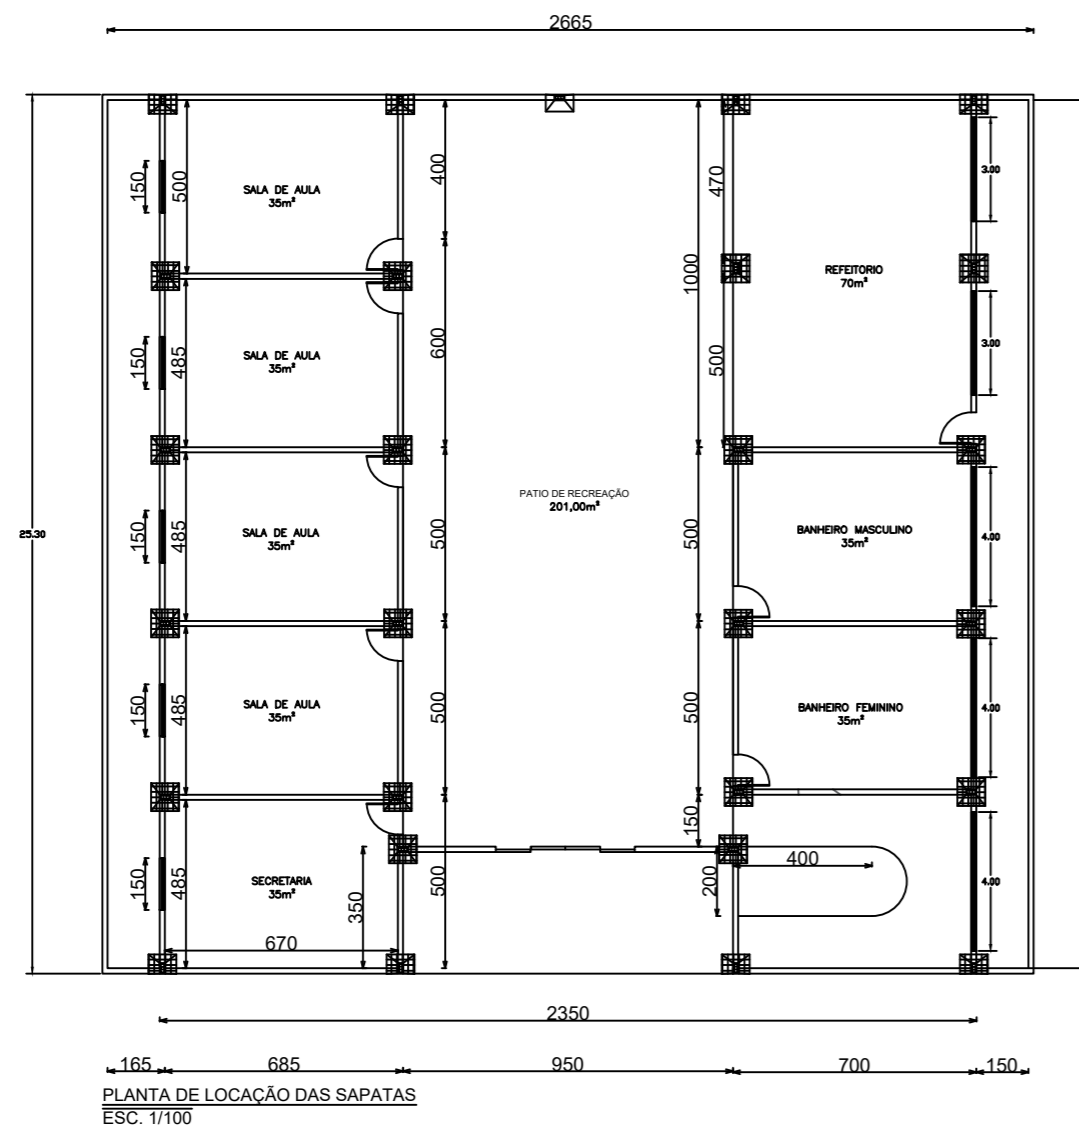 2665
400
470
150
500
SALA DE AULA
35m²
3.00
REFEITORIO
70m²
1000
600
500
150
485
SALA DE AULA
35m²
3.00
PATIO DE RECREAÇÃO
201,00m²
25.30
150
485
SALA DE AULA
35m²
500
500
BANHEIRO MASCULINO
35m²
4.00
150
485
SALA DE AULA
35m²
500
500
BANHEIRO FEMININO
35m²
4.00
150
150
485
SECRETARIA
35m²
350
500
200
400
4.00
670
2350
165
685
950
700
150
PLANTA DE LOCAÇÃO DAS SAPATAS
ESC. 1/100